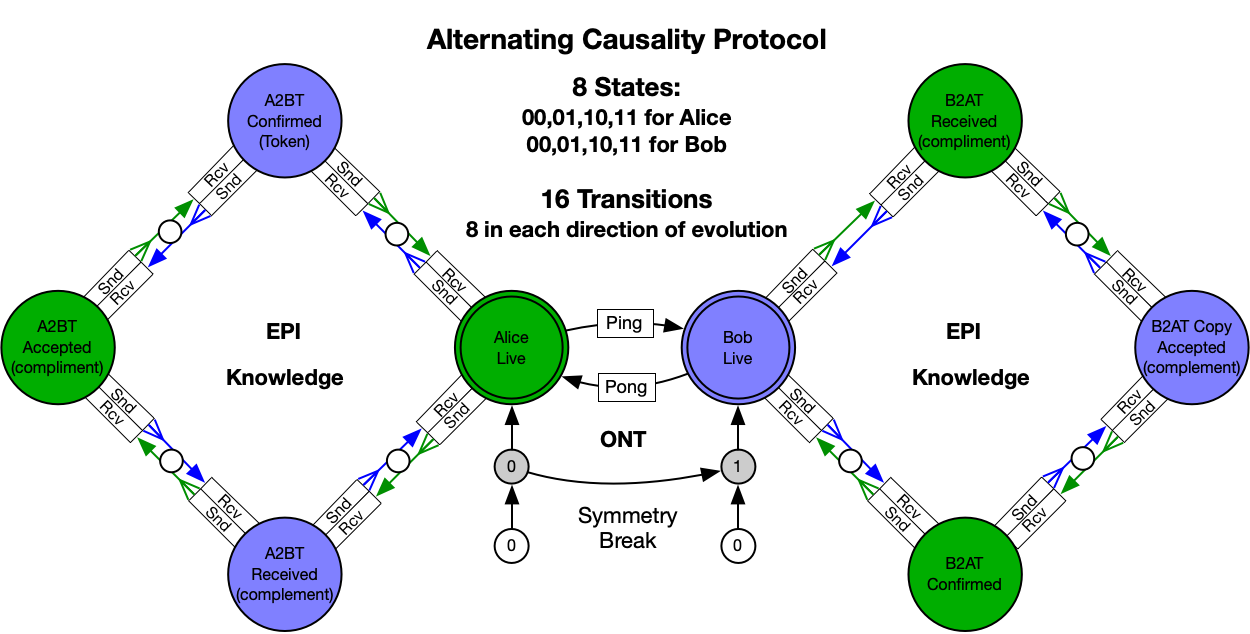 Alternating Causality Protocol
8 States:
00,01,10,11 for Alice
00,01,10,11 for Bob
16 Transitions
8 in each direction of evolution
A2BT
Confirmed
(Token)
Rcv
Snd
Snd
Rcv
Snd
Rcv
Rcv
Snd
A2BT
Accepted
(compliment)
EPI
Knowledge
Alice
Live
Snd
Rcv
Rcv
Snd
Rcv
Snd
Snd
Rcv
A2BT
Received
(complement)
Ping
Pong
ONT
0
1
Symmetry
Break
0
0
B2AT
Received
(compliment)
Rcv
Snd
Snd
Rcv
Snd
Rcv
Rcv
Snd
Bob
Live
EPI
Knowledge
B2AT Copy
Accepted
(complement)
Snd
Rcv
Rcv
Snd
Rcv
Snd
Snd
Rcv
B2AT
Confirmed